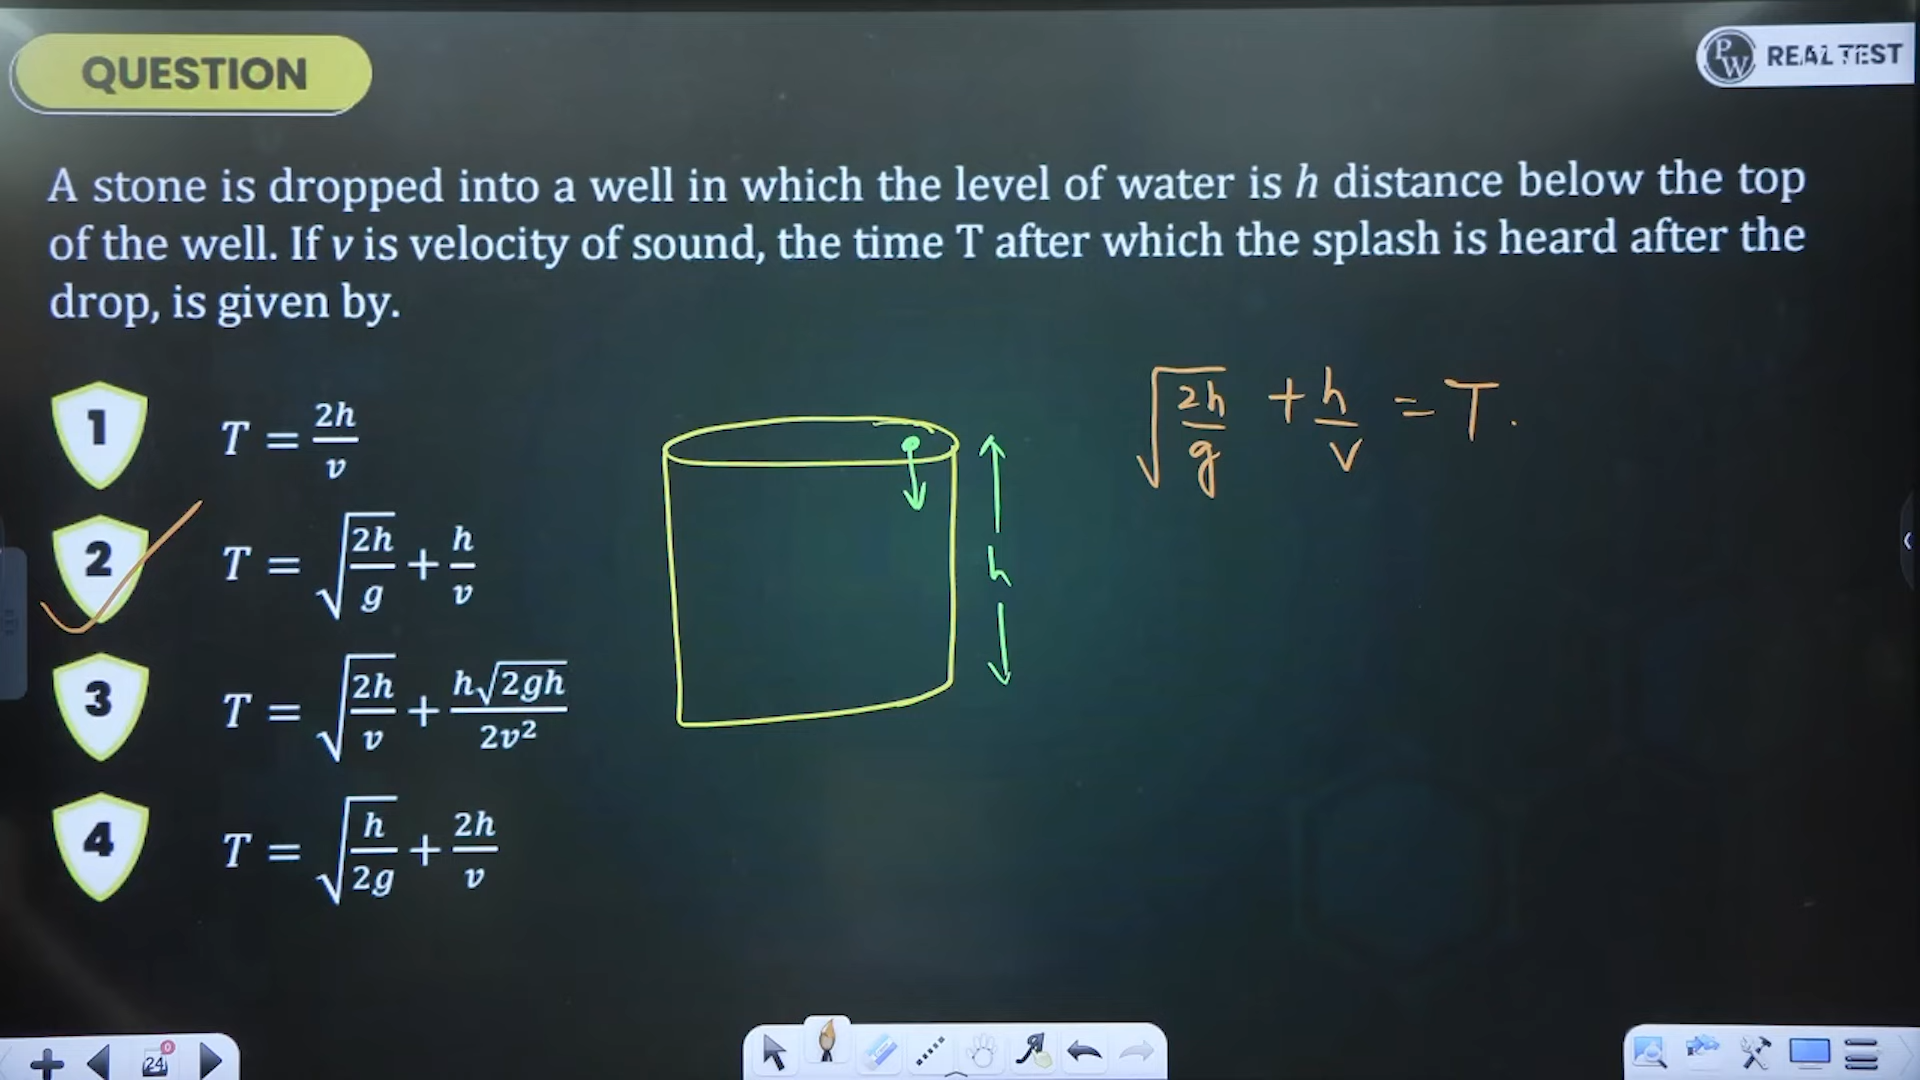 QUESTION
PW REAL TEST
A stone is dropped into a well in which the level of water is h distance below the top
of the well. If v is velocity of sound, the time T after which the splash is heard after the
drop, is given by.
1 T = 2h/v
√(2h/g) + h/v = T.
2 T = √(2h/g) + h/v
h
3 T = √(2h/v) + h√(2gh)/2v²
4 T = √(h/2g) + 2h/v
24 0